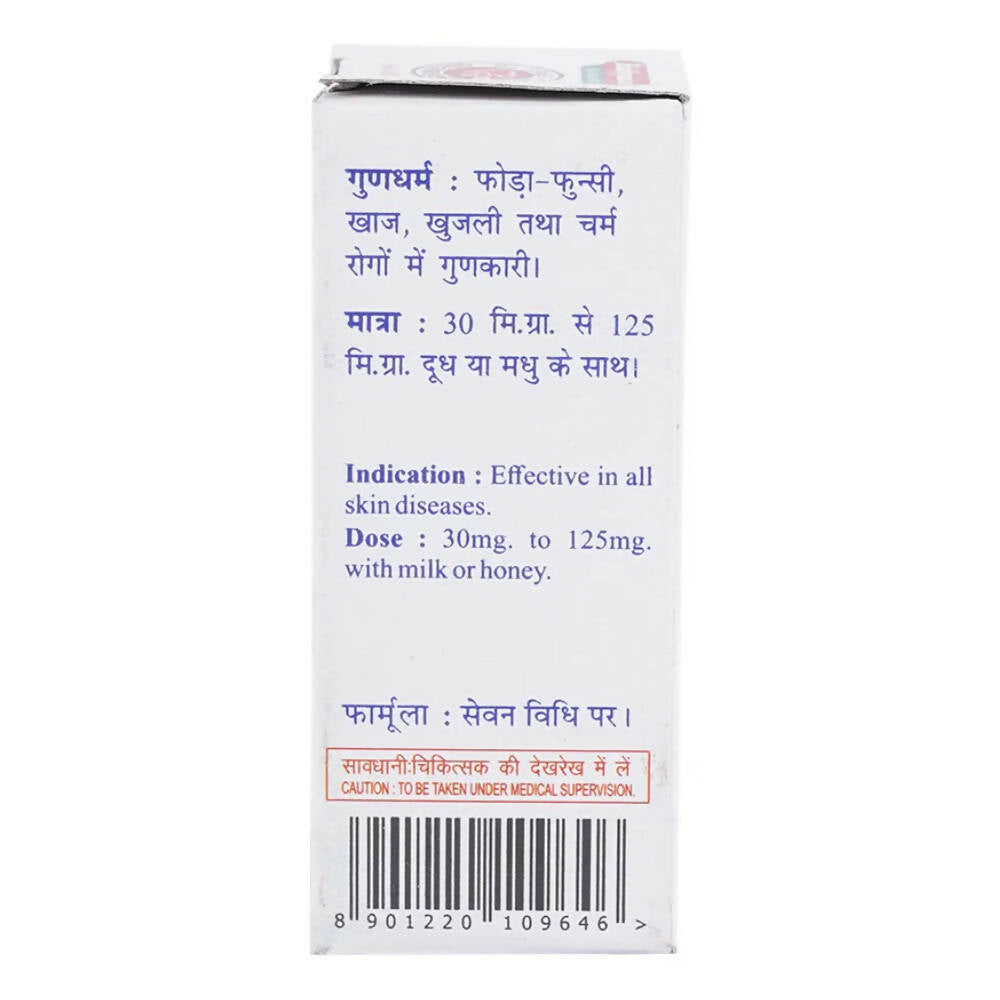 गुणधर्म : फोड़ा-फुन्सी,
खाज, खुजली तथा चर्म
रोगों में गुणकारी।
मात्रा : 30 मि.ग्रा. से 125
मि.ग्रा. दूध या मधु के साथ।
Indication : Effective in all
skin diseases.
Dose : 30mg. to 125mg.
with milk or honey.
फार्मूला : सेवन विधि पर।
सावधानी:चिकित्सक की देखरेख में लें
CAUTION : TO BE TAKEN UNDER MEDICAL SUPERVISION.
8 901220 109646 >